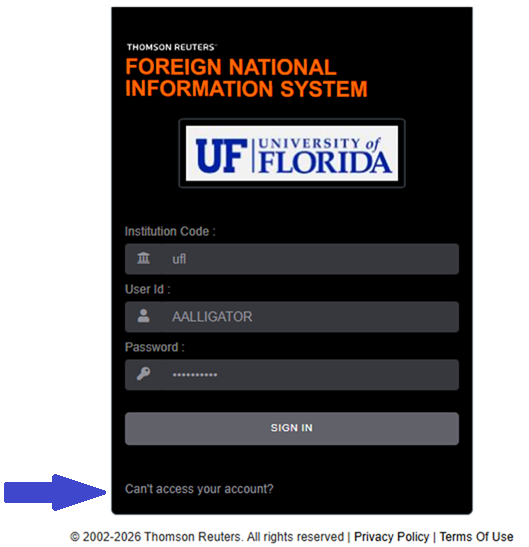 THOMSON REUTERS™
FOREIGN NATIONAL
INFORMATION SYSTEM
UF | UNIVERSITY of
FLORIDA
Institution Code :
ufl
User Id :
AALLIGATOR
Password :
••••••••••
SIGN IN
Can't access your account?
© 2002-2026 Thomson Reuters. All rights reserved | Privacy Policy | Terms Of Use